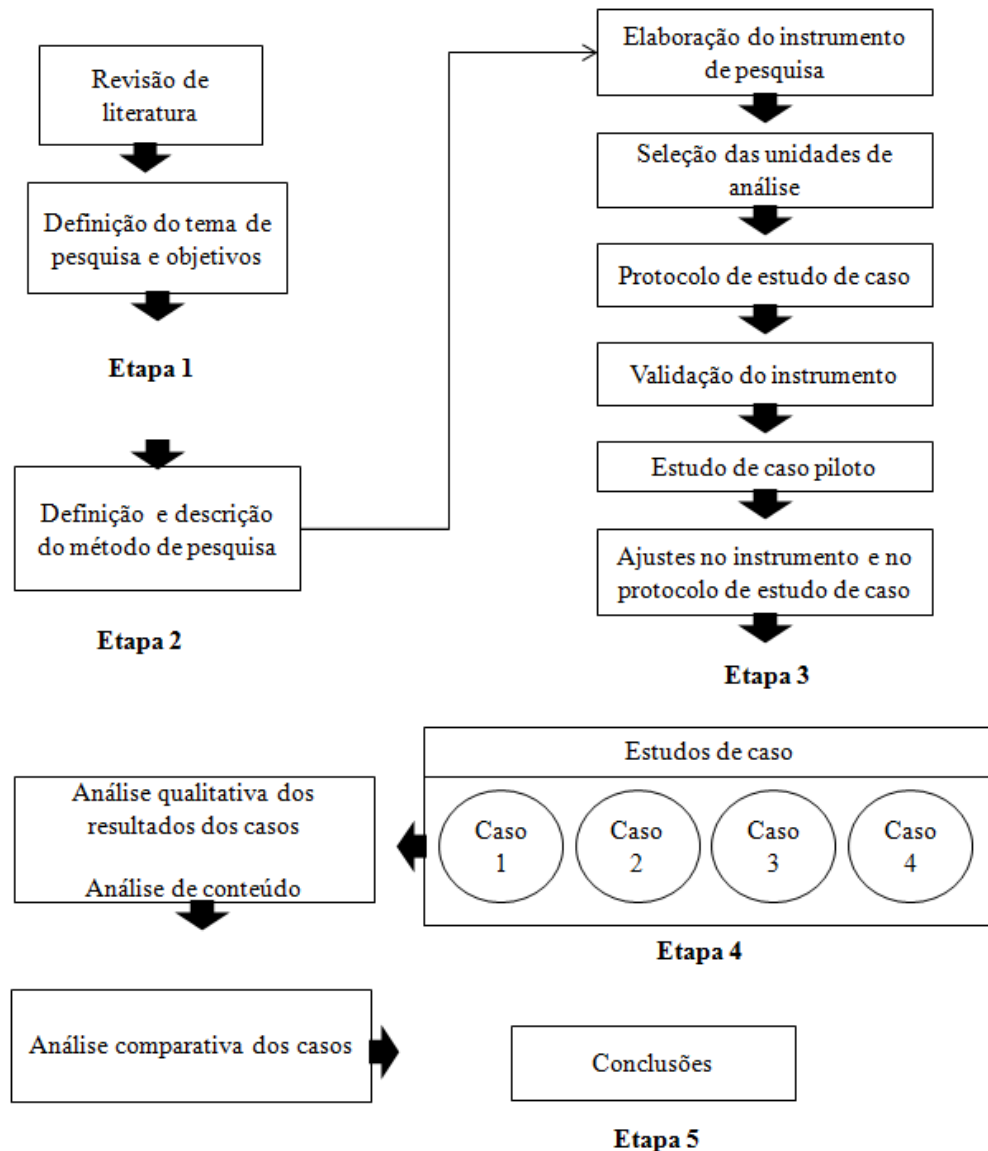 Revisão de
literatura
Definição do tema de
pesquisa e objetivos
Etapa 1
Definição e descrição
do método de pesquisa
Etapa 2
Elaboração do instrumento
de pesquisa
Seleção das unidades de
análise
Protocolo de estudo de caso
Validação do instrumento
Estudo de caso piloto
Ajustes no instrumento e no
protocolo de estudo de caso
Etapa 3
Estudos de caso
Caso
1
Caso
2
Caso
3
Caso
4
Etapa 4
Análise qualitativa dos
resultados dos casos
Análise de conteúdo
Análise comparativa dos casos
Conclusões
Etapa 5